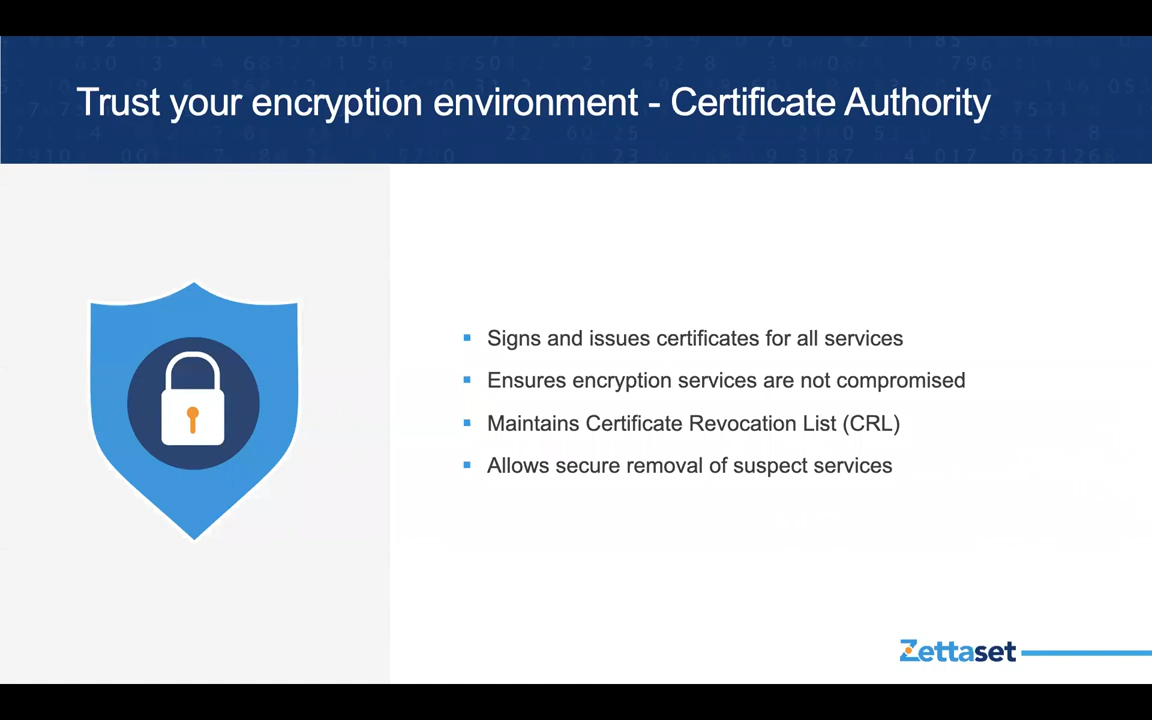 Trust your encryption environment - Certificate Authority
Signs and issues certificates for all services
Ensures encryption services are not compromised
Maintains Certificate Revocation List (CRL)
Allows secure removal of suspect services
Zettaset